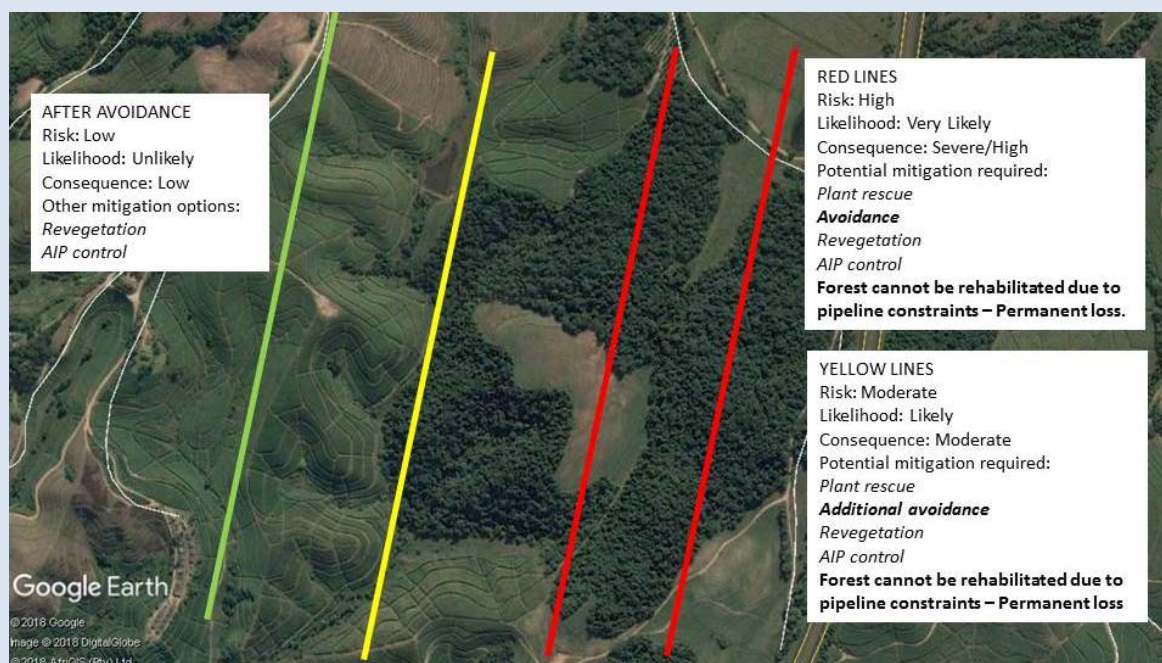 AFTER AVOIDANCE
Risk: Low
Likelihood: Unlikely
Consequence: Low
Other mitigation options:
Revegetation
AIP control
RED LINES
Risk: High
Likelihood: Very Likely
Consequence: Severe/High
Potential mitigation required:
Plant rescue
Avoidance
Revegetation
AIP control
Forest cannot be rehabilitated due to
pipeline constraints – Permanent loss.
YELLOW LINES
Risk: Moderate
Likelihood: Likely
Consequence: Moderate
Potential mitigation required:
Plant rescue
Additional avoidance
Revegetation
AIP control
Forest cannot be rehabilitated due to
pipeline constraints – Permanent loss
Google Earth
© 2018 Google
Image © 2018 DigitalGlobe
© 2018 AfriGIS (Pty) Ltd.